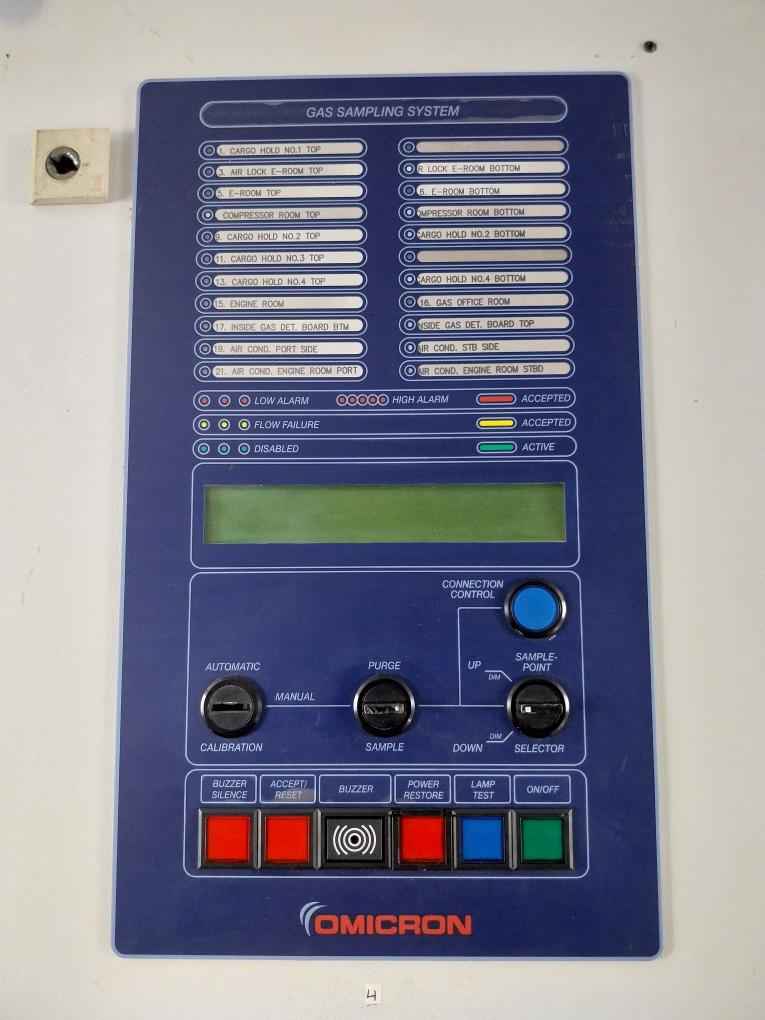 GAS SAMPLING SYSTEM
1. CARGO HOLD NO.1 TOP
3. AIR LOCK E-ROOM TOP
R LOCK E-ROOM BOTTOM
5. E-ROOM TOP
6. E-ROOM BOTTOM
COMPRESSOR ROOM TOP
OMPRESSOR ROOM BOTTOM
9. CARGO HOLD NO.2 TOP
CARGO HOLD NO.2 BOTTOM
11. CARGO HOLD NO.3 TOP
13. CARGO HOLD NO.4 TOP
CARGO HOLD NO.4 BOTTOM
15. ENGINE ROOM
16. GAS OFFICE ROOM
17. INSIDE GAS DET. BOARD BTM
NSIDE GAS DET. BOARD TOP
19. AIR COND. PORT SIDE
AIR COND. STB SIDE
21. AIR COND. ENGINE ROOM PORT
AIR COND. ENGINE ROOM STBD
LOW ALARM HIGH ALARM ACCEPTED
FLOW FAILURE ACCEPTED
DISABLED ACTIVE
CONNECTION
CONTROL
AUTOMATIC
PURGE
UP
DIM
SAMPLE-
POINT
MANUAL
CALIBRATION
SAMPLE
DOWN
DIM
SELECTOR
BUZZER
SILENCE
ACCEPT/
RESET
BUZZER
POWER
RESTORE
LAMP
TEST
ON/OFF
OMICRON
4